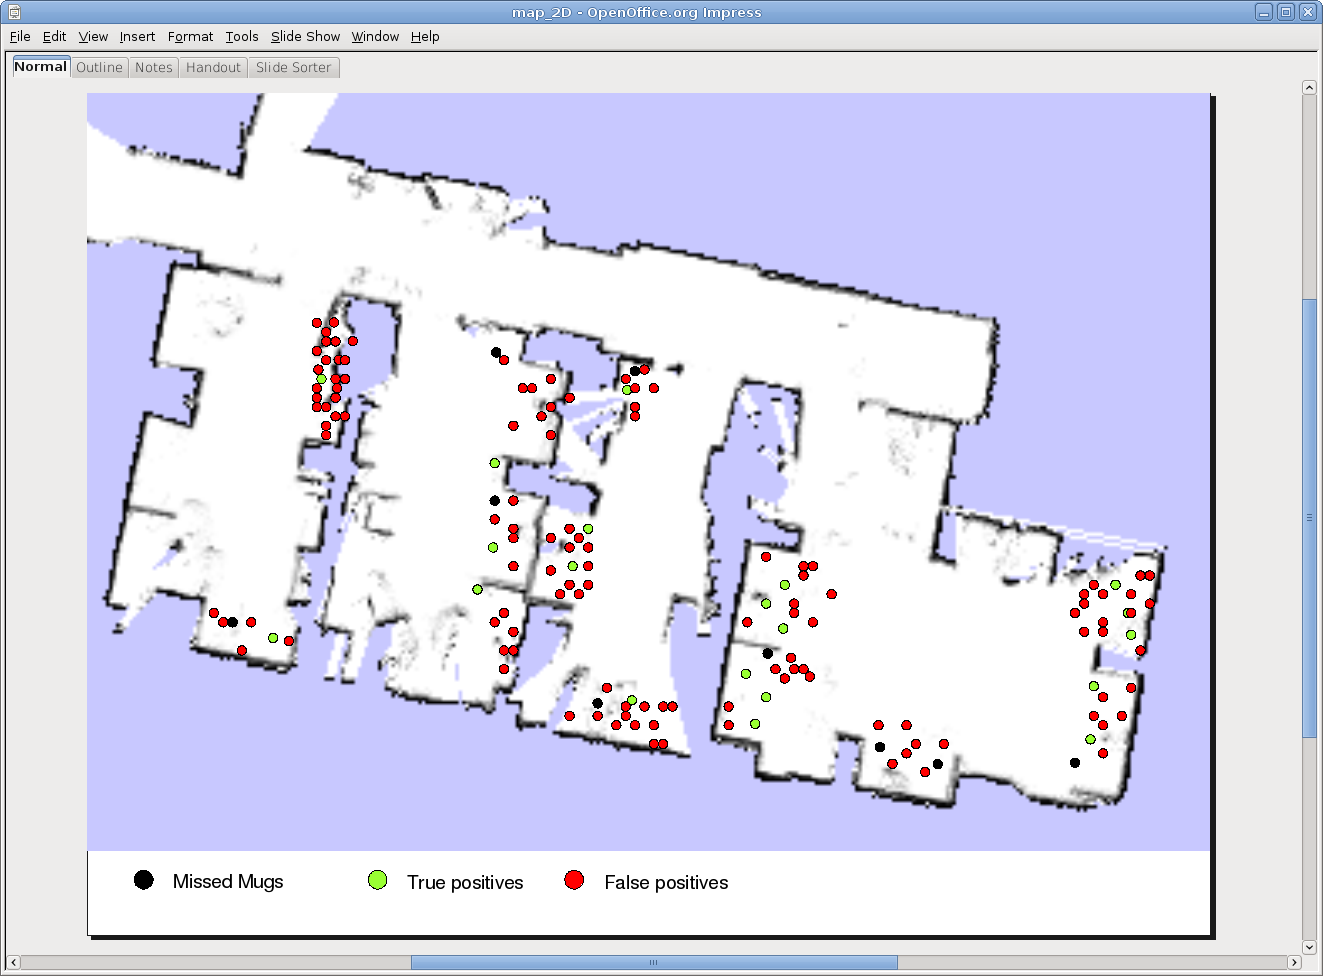 map_2D - OpenOffice.org Impress
File Edit View Insert Format Tools Slide Show Window Help
Normal Outline Notes Handout Slide Sorter
Missed Mugs True positives False positives